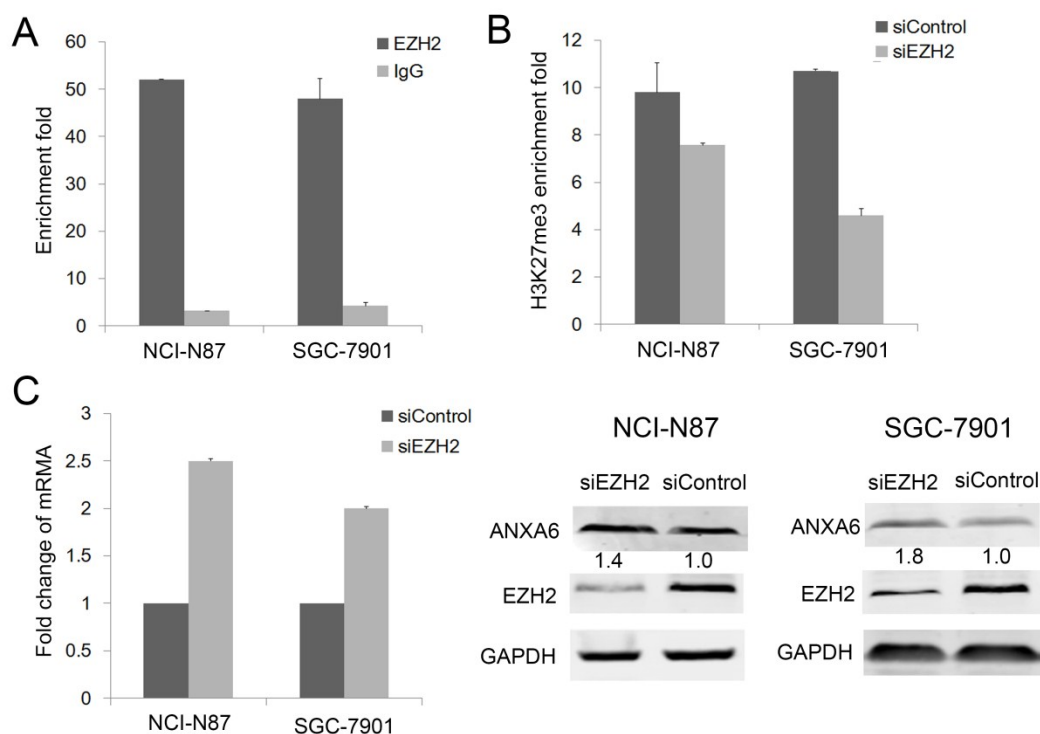 A
EZH2
IgG
Enrichment fold
60
50
40
30
20
10
0
NCI-N87
SGC-7901
B
siControl
siEZH2
H3K27me3 enrichment fold
12
10
8
6
4
2
0
NCI-N87
SGC-7901
C
siControl
siEZH2
Fold change of mRMA
3
2.5
2
1.5
1
0.5
0
NCI-N87
SGC-7901
NCI-N87
siEZH2 siControl
ANXA6
1.4 1.0
EZH2
GAPDH
SGC-7901
siEZH2 siControl
ANXA6
1.8 1.0
EZH2
GAPDH